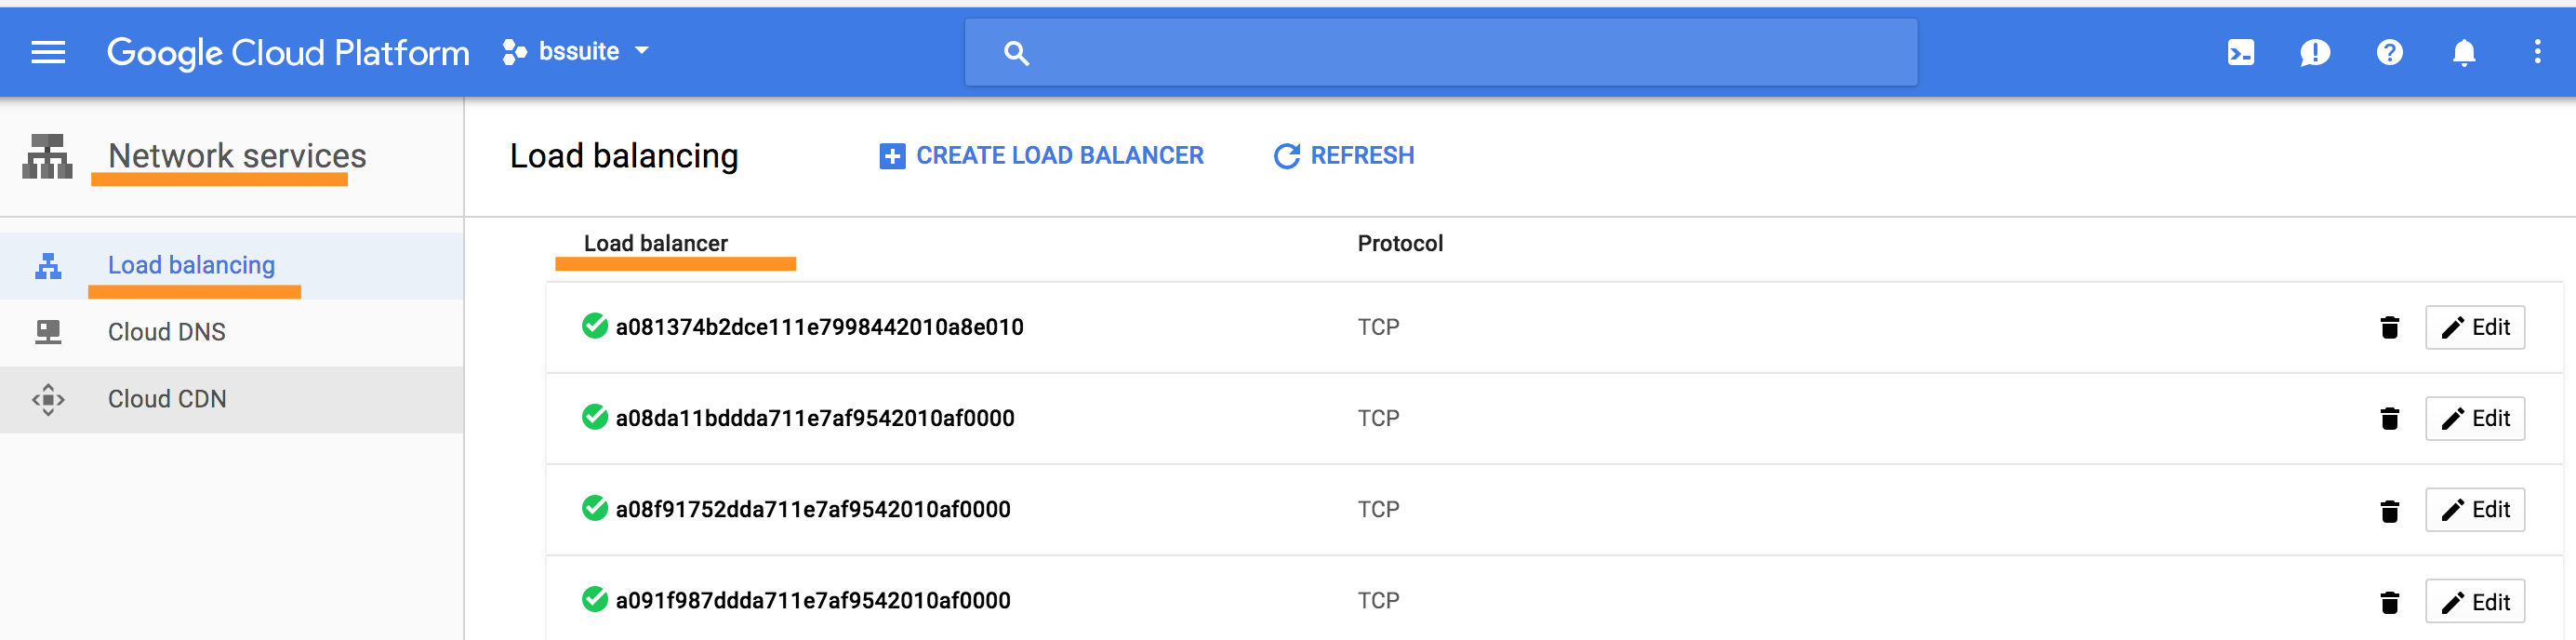 Google Cloud Platform bssuite
Network services
Load balancing CREATE LOAD BALANCER REFRESH
Load balancing
Cloud DNS
Cloud CDN
Load balancer Protocol
a081374b2dce111e7998442010a8e010 TCP Edit
a08da11bddda711e7af9542010af0000 TCP Edit
a08f91752dda711e7af9542010af0000 TCP Edit
a091f987ddda711e7af9542010af0000 TCP Edit